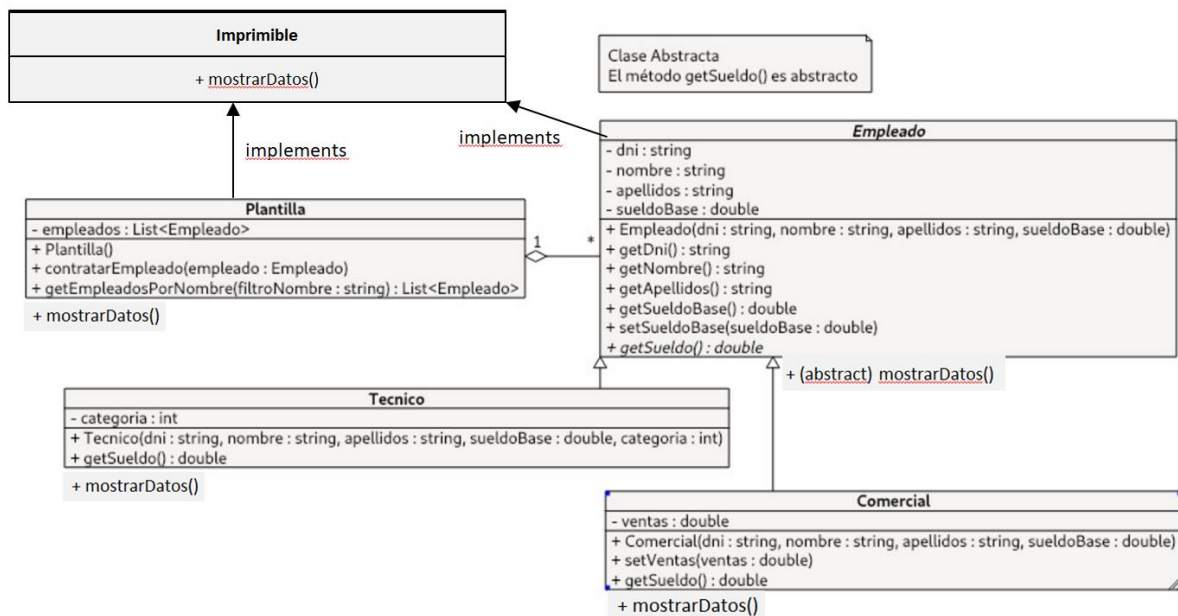 Imprimible
+ mostrarDatos()
Clase Abstracta
El método getSueldo() es abstracto
implements
implements
Empleado
- dni : string
- nombre : string
- apellidos : string
- sueldoBase : double
+ Empleado(dni : string, nombre : string, apellidos : string, sueldoBase : double)
+ getDni() : string
+ getNombre() : string
+ getApellidos() : string
+ getSueldoBase() : double
+ setSueldoBase(sueldoBase : double)
+ getSueldo() : double
+ (abstract) mostrarDatos()
Plantilla
- empleados : List<Empleado>
+ Plantilla()
+ contratarEmpleado(empleado : Empleado)
+ getEmpleadosPorNombre(filtroNombre : string) : List<Empleado>
+ mostrarDatos()
1
*
Tecnico
- categoria : int
+ Tecnico(dni : string, nombre : string, apellidos : string, sueldoBase : double, categoria : int)
+ getSueldo() : double
+ mostrarDatos()
Comercial
- ventas : double
+ Comercial(dni : string, nombre : string, apellidos : string, sueldoBase : double)
+ setVentas(ventas : double)
+ getSueldo() : double
+ mostrarDatos()